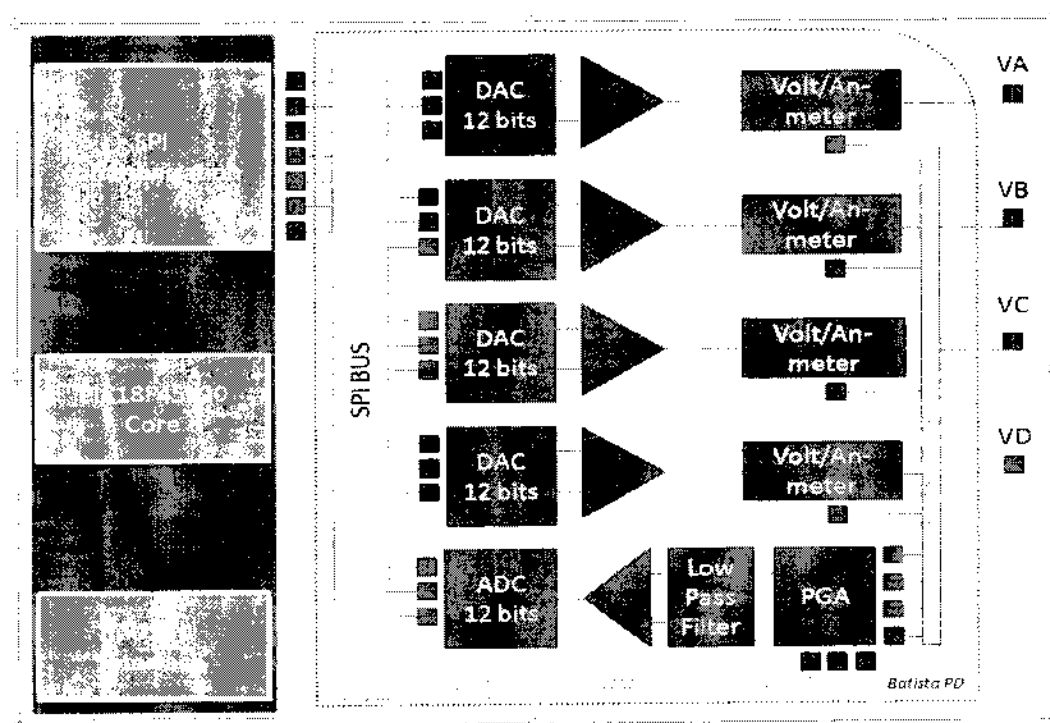 SPI
Core
SPI BUS
DAC
12 bits
Volt/An-
meter
VA
DAC
12 bits
Volt/An-
meter
VB
DAC
12 bits
Volt/An-
meter
VC
DAC
12 bits
Volt/An-
meter
VD
ADC
12 bits
Low
Pass
Filter
PGA
Batista PD